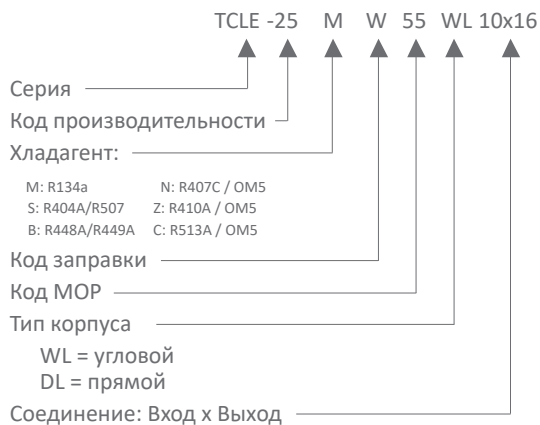 TCLE -25 M W 55 WL 10x16
Серия
Код производительности
Хладагент:
M: R134a N: R407C / OM5
S: R404A/R507 Z: R410A / OM5
B: R448A/R449A C: R513A / OM5
Код заправки
Код MOP
Тип корпуса
WL = угловой
DL = прямой
Соединение: Вход x Выход